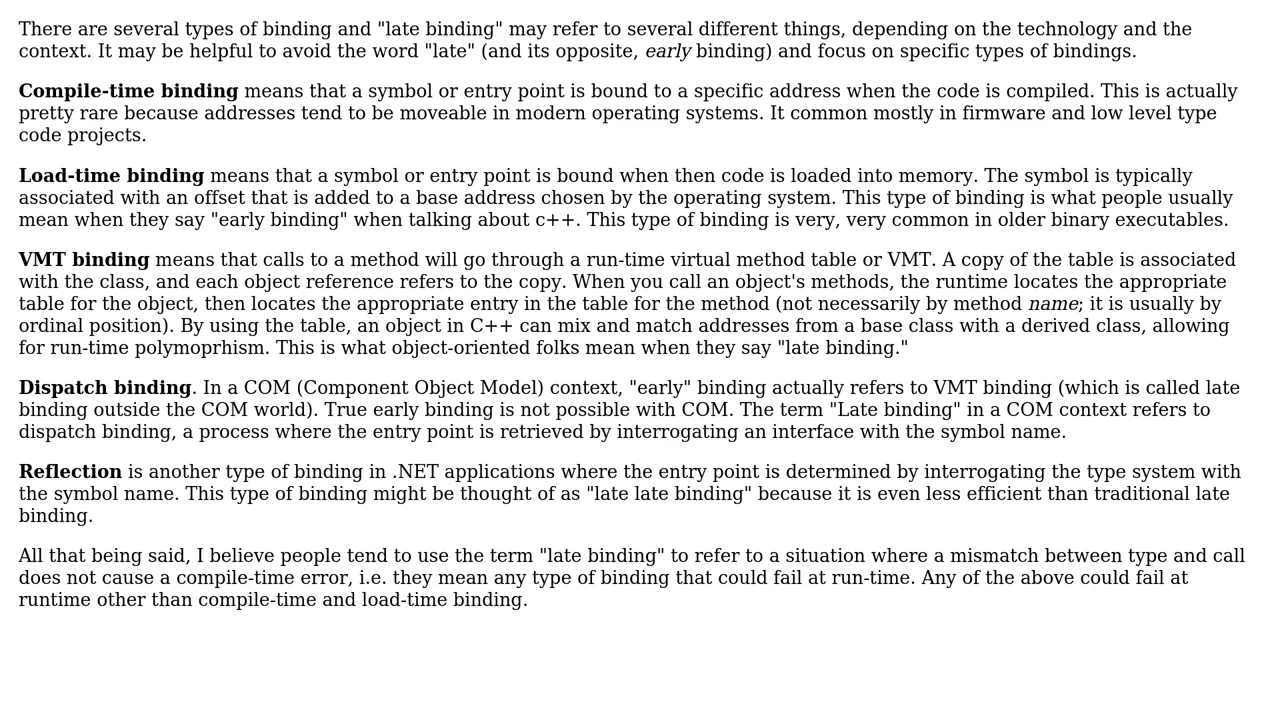 There are several types of binding and "late binding" may refer to several different things, depending on the technology and the
context. It may be helpful to avoid the word "late" (and its opposite, early binding) and focus on specific types of bindings.
Compile-time binding means that a symbol or entry point is bound to a specific address when the code is compiled. This is actually
pretty rare because addresses tend to be moveable in modern operating systems. It common mostly in firmware and low level type
code projects.
Load-time binding means that a symbol or entry point is bound when then code is loaded into memory. The symbol is typically
associated with an offset that is added to a base address chosen by the operating system. This type of binding is what people usually
mean when they say "early binding" when talking about c++. This type of binding is very, very common in older binary executables.
VMT binding means that calls to a method will go through a run-time virtual method table or VMT. A copy of the table is associated
with the class, and each object reference refers to the copy. When you call an object's methods, the runtime locates the appropriate
table for the object, then locates the appropriate entry in the table for the method (not necessarily by method name; it is usually by
ordinal position). By using the table, an object in C++ can mix and match addresses from a base class with a derived class, allowing
for run-time polymoprhism. This is what object-oriented folks mean when they say "late binding."
Dispatch binding. In a COM (Component Object Model) context, "early" binding actually refers to VMT binding (which is called late
binding outside the COM world). True early binding is not possible with COM. The term "Late binding" in a COM context refers to
dispatch binding, a process where the entry point is retrieved by interrogating an interface with the symbol name.
Reflection is another type of binding in .NET applications where the entry point is determined by interrogating the type system with
the symbol name. This type of binding might be thought of as "late late binding" because it is even less efficient than traditional late
binding.
All that being said, I believe people tend to use the term "late binding" to refer to a situation where a mismatch between type and call
does not cause a compile-time error, i.e. they mean any type of binding that could fail at run-time. Any of the above could fail at
runtime other than compile-time and load-time binding.